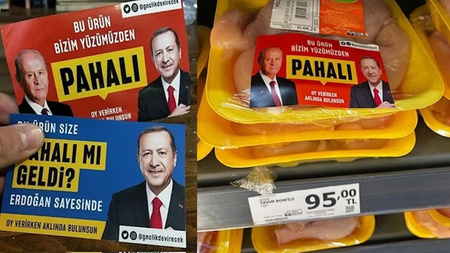 @gnclikdevirecek
BU ÜRÜN
BİZİM YÜZÜMÜZDEN
PAHALI
OY VERİRKEN
AKLINDA BULUNSUN
BU ÜRÜN SİZE
PAHALI MI
GELDİ?
ERDOĞAN SAYESİNDE
OY VERİRKEN AKLINDA BULUNSUN
@gnclikdevirecek
BU ÜRÜN
BİZİM YÜZÜMÜZDEN
PAHALI
OY VERİRKEN
AKLINDA BULUNSUN
TAVUK BONFİLE
95,00
TL